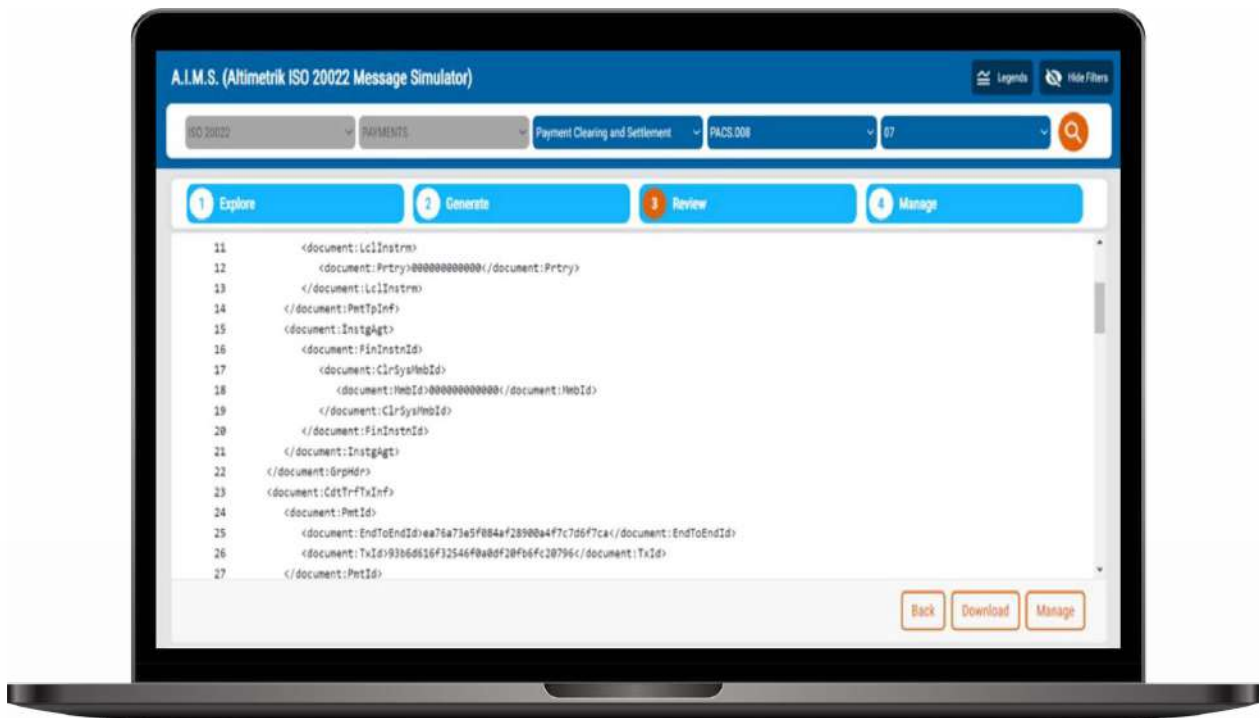 A.I.M.S. (Altimetrik ISO 20022 Message Simulator)
Legends
Hide Filters
ISO 20022
PAYMENTS
Payment Clearing and Settlement
PACS.008
07
1 Explore
2 Generate
3 Review
4 Manage
11 <document:LclInstrm>
12 <document:Prtry>000000000000</document:Prtry>
13 </document:LclInstrm>
14 </document:PmtTpInf>
15 <document:InstgAgt>
16 <document:FinInstnId>
17 <document:ClrSysMmbId>
18 <document:MmbId>000000000000</document:MmbId>
19 </document:ClrSysMmbId>
20 </document:FinInstnId>
21 </document:InstgAgt>
22 </document:GrpHdr>
23 <document:CdtTrfTxInf>
24 <document:PmtId>
25 <document:EndToEndId>ea76a73e5f084af28900a4f7c7d6f7ca</document:EndToEndId>
26 <document:TxId>93b6d616f32546f0a0df20fb6fc20796</document:TxId>
27 </document:PmtId>
Back
Download
Manage